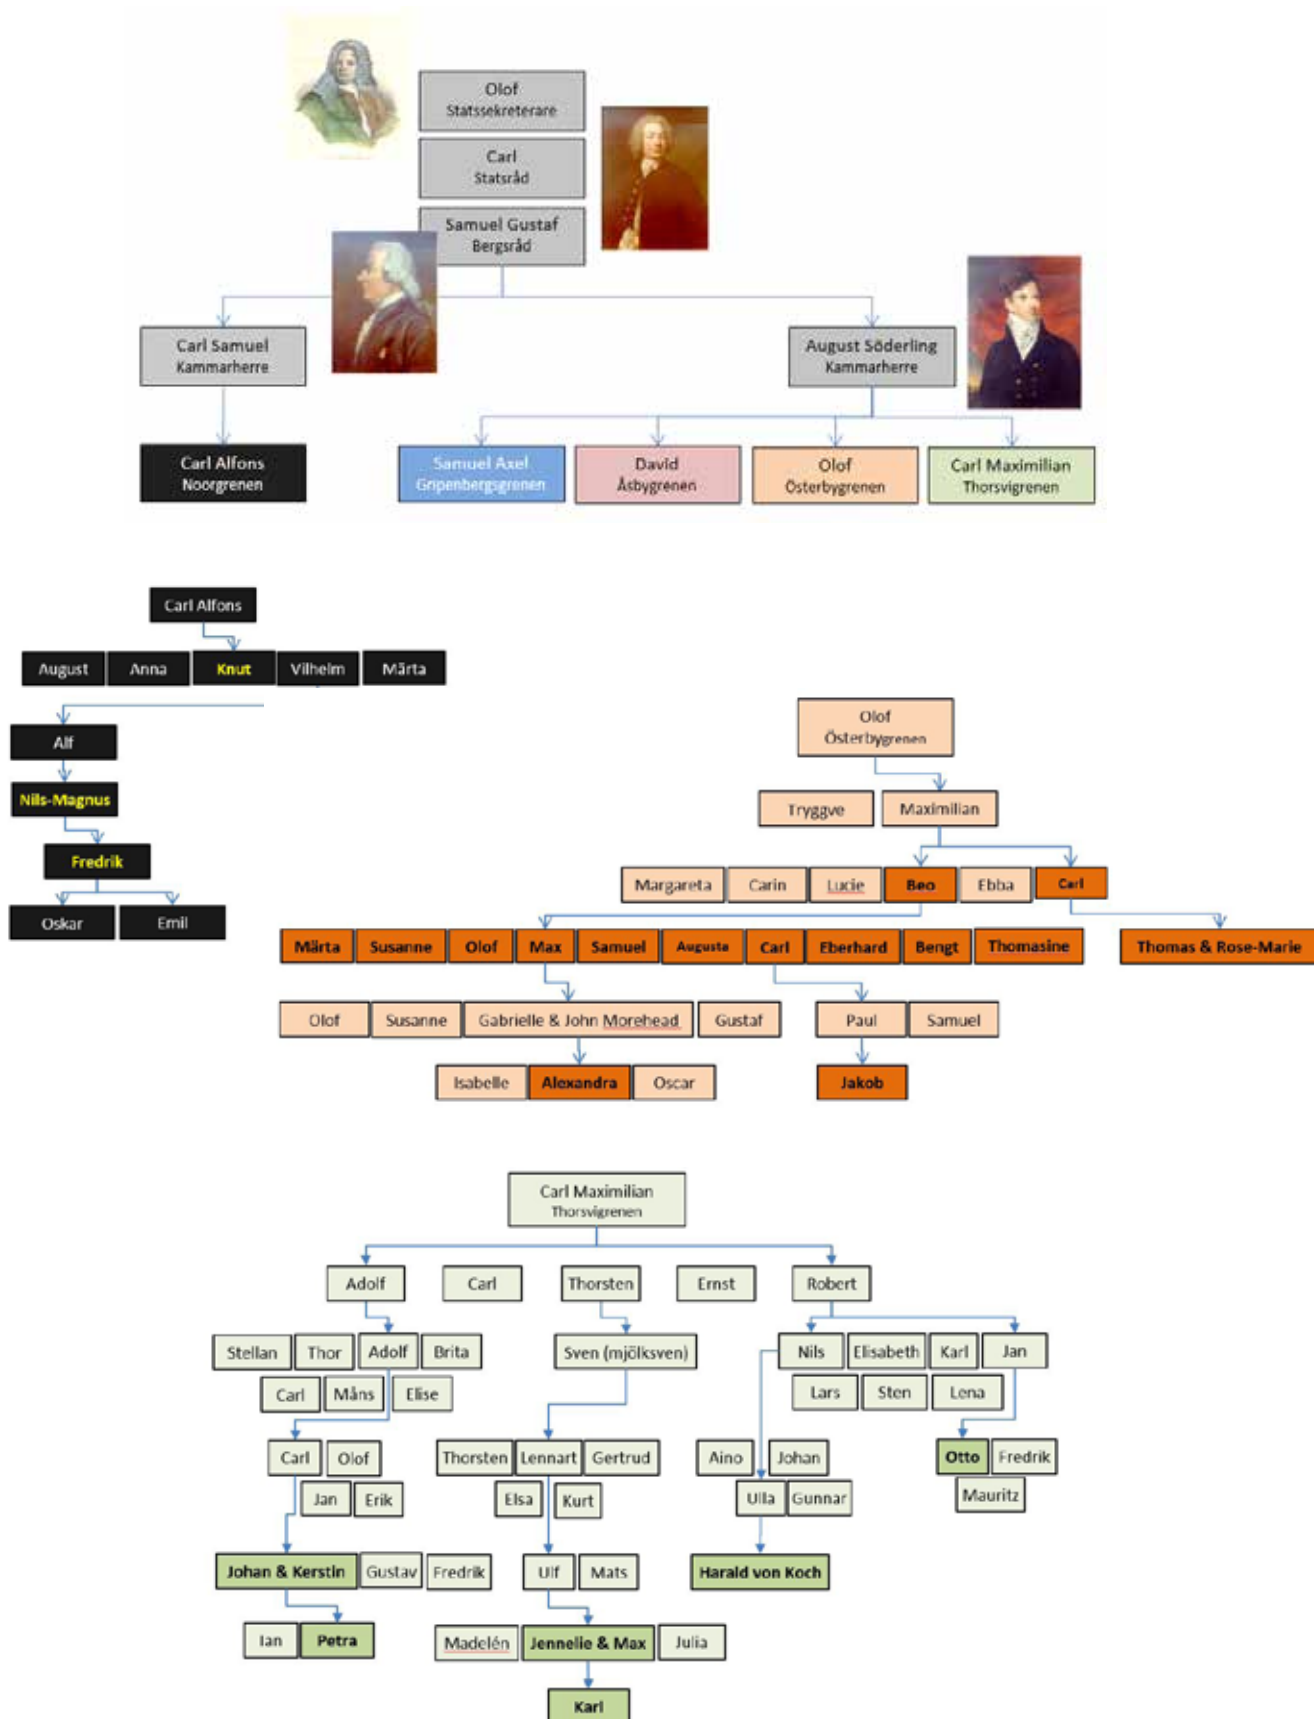 Olof
Statssekreterare
Carl
Statsråd
Samuel Gustaf
Bergsråd
Carl Samuel
Kammarherre
August Söderling
Kammarherre
Carl Alfons
Noorgrenen
Samuel Axel
Gripenbergsgrenen
David
Åsbygrenen
Olof
Österbygrenen
Carl Maximilian
Thorsvigrenen
Carl Alfons
August Anna Knut Vilhelm Märta
Alf
Nils-Magnus
Fredrik
Oskar Emil
Olof
Österbygrenen
Tryggve Maximilian
Margareta Carin Lucie Beo Ebba Carl
Märta Susanne Olof Max Samuel Augusta Carl Eberhard Bengt Thomasine Thomas & Rose-Marie
Olof Susanne Gabrielle & John Morehead Gustaf Paul Samuel
Isabelle Alexandra Oscar Jakob
Carl Maximilian
Thorsvigrenen
Adolf Carl Thorsten Ernst Robert
Stellan Thor Adolf Brita Sven (mjölksven) Nils Elisabeth Karl Jan
Carl Måns Elise Lars Sten Lena
Carl Olof Thorsten Lennart Gertrud Aino Johan Otto Fredrik
Jan Erik Elsa Kurt Ulla Gunnar Mauritz
Johan & Kerstin Gustav Fredrik Ulf Mats Harald von Koch
Ian Petra Madelén Jennelie & Max Julia
Karl